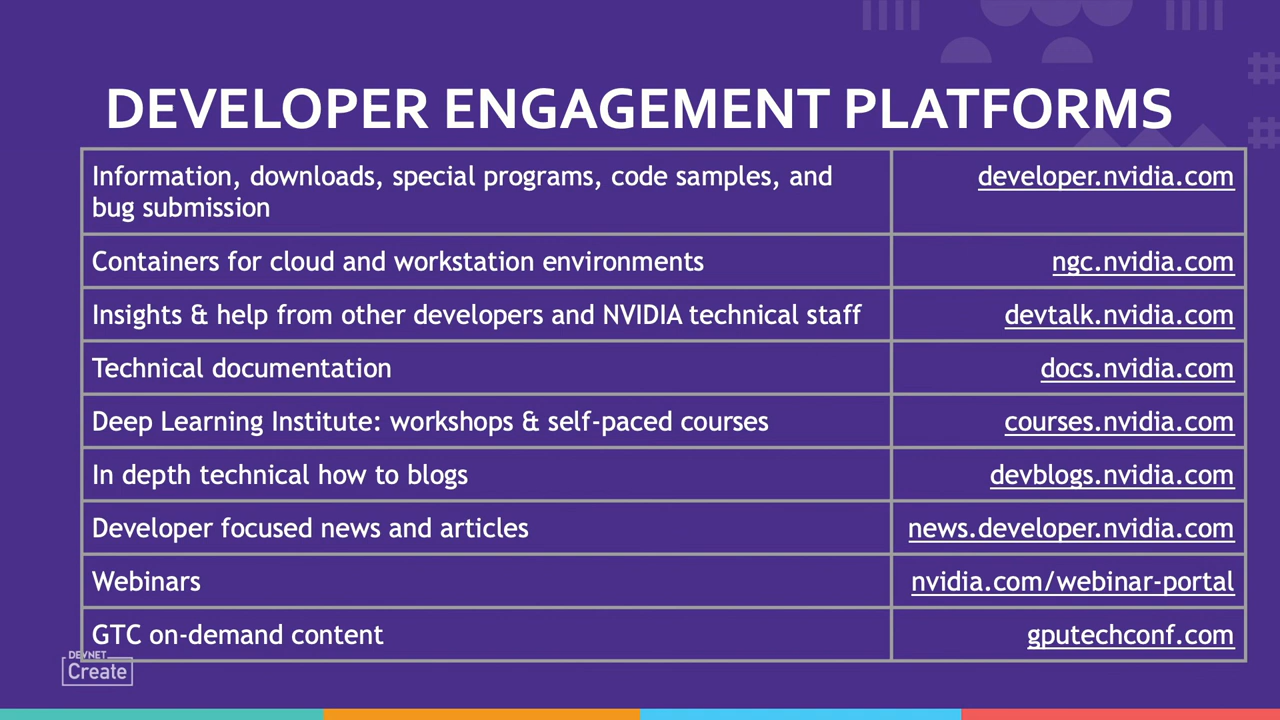 DEVELOPER ENGAGEMENT PLATFORMS
Information, downloads, special programs, code samples, and
bug submission
developer.nvidia.com
Containers for cloud and workstation environments
ngc.nvidia.com
Insights & help from other developers and NVIDIA technical staff
devtalk.nvidia.com
Technical documentation
docs.nvidia.com
Deep Learning Institute: workshops & self-paced courses
courses.nvidia.com
In depth technical how to blogs
devblogs.nvidia.com
Developer focused news and articles
news.developer.nvidia.com
Webinars
nvidia.com/webinar-portal
GTC on-demand content
gputechconf.com
DEVNET
Create